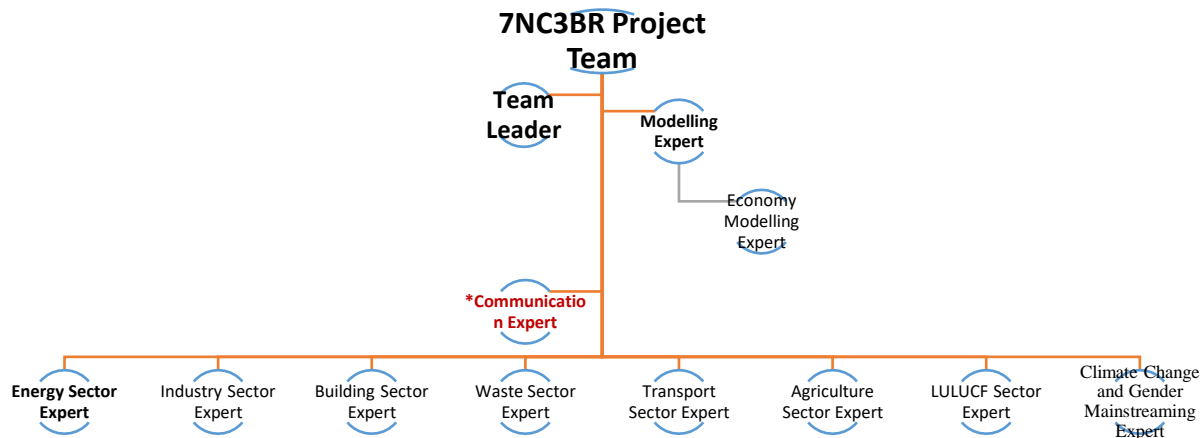 7NC3BR Project
Team
Team
Leader
Modelling
Expert
Economy
Modelling
Expert
*Communicatio
n Expert
Energy Sector
Expert
Industry Sector
Expert
Building Sector
Expert
Waste Sector
Expert
Transport
Sector Expert
Agriculture
Sector Expert
LULUCF Sector
Expert
Climate Change
and Gender
Mainstreaming
Expert